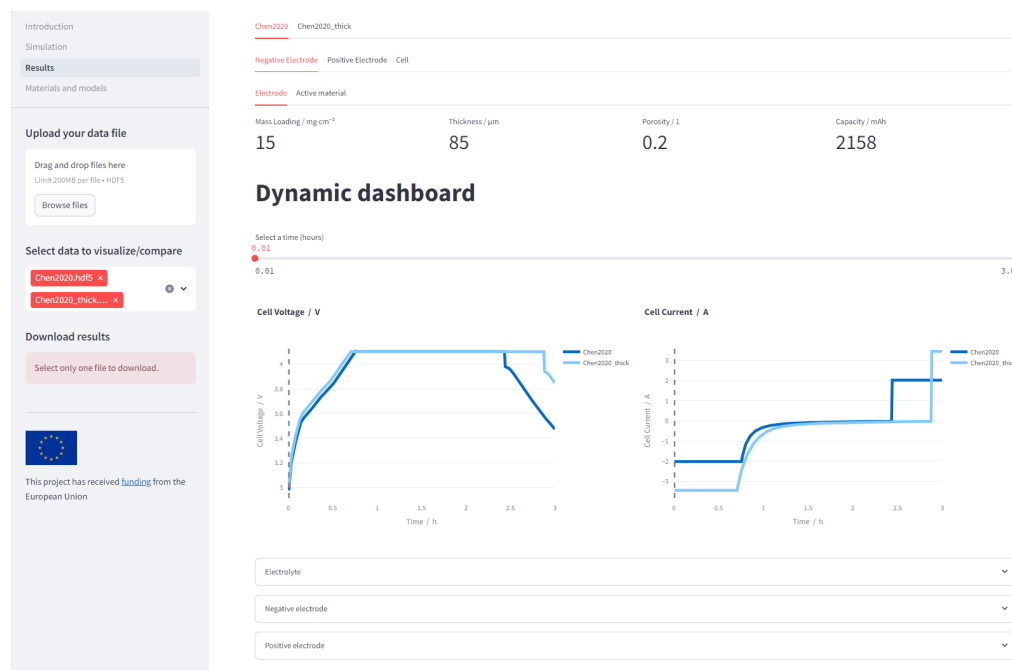 Introduction
Simulation
Results
Materials and models
Upload your data file
Drag and drop files here
Limit 200MB per file • HDF5
Browse files
Select data to visualize/compare
Chen2020.hdf5 ×
Chen2020_thick.... ×
Download results
Select only one file to download.
This project has received funding from the
European Union
Chen2020 Chen2020_thick
Negative Electrode Positive Electrode Cell
Electrode Active material
Mass Loading / mg·cm⁻² Thickness / μm Porosity / 1 Capacity / mAh
15 85 0.2 2158
Dynamic dashboard
Select a time (hours)
0.01
0.01 3.0
Cell Voltage / V
Chen2020
Chen2020_thick
Cell Voltage / V
4
3.8
3.6
3.4
3.2
3
0 0.5 1 1.5 2 2.5 3
Time / h
Cell Current / A
Chen2020
Chen2020_thic
Cell Current / A
3
2
1
0
−1
−2
−3
0 0.5 1 1.5 2 2.5 3
Time / h
Electrolyte
Negative electrode
Positive electrode